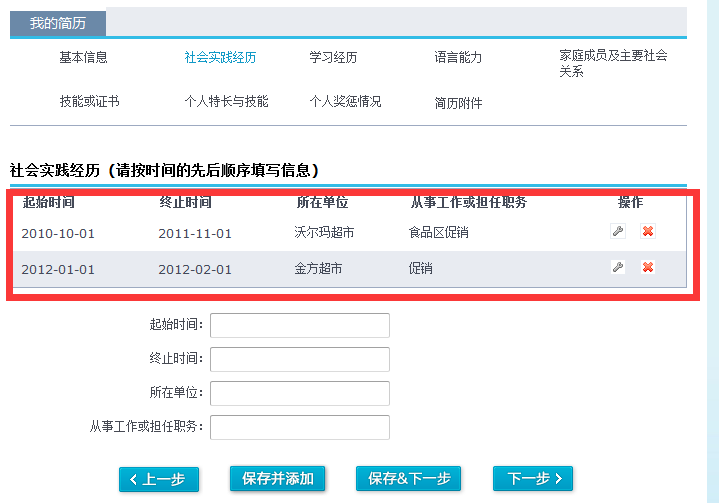 我的简历
基本信息 社会实践经历 学习经历 语言能力 家庭成员及主要社会
关系
技能或证书 个人特长与技能 个人奖惩情况 简历附件
社会实践经历（请按时间的先后顺序填写信息）
起始时间 终止时间 所在单位 从事工作或担任职务 操作
2010-10-01 2011-11-01 沃尔玛超市 食品区促销
2012-01-01 2012-02-01 金方超市 促销
起始时间：
终止时间：
所在单位：
从事工作或担任职务：
上一步 保存并添加 保存&下一步 下一步